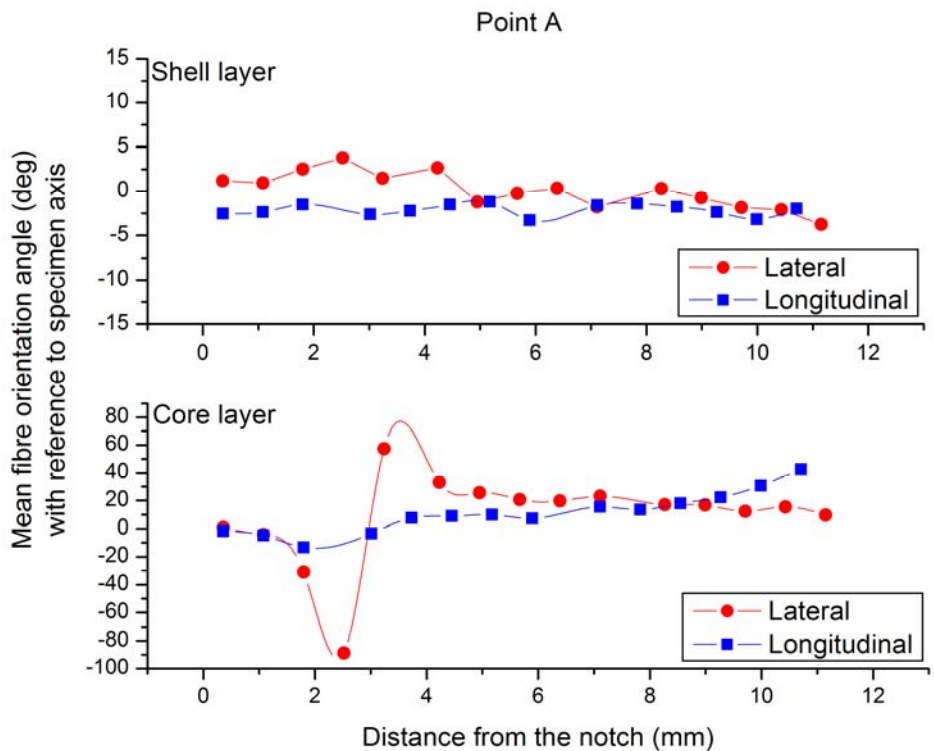 Point A
Mean fibre orientation angle (deg)
with reference to specimen axis
Shell layer
15
10
5
0
-5
-10
-15
Lateral
Longitudinal
0 2 4 6 8 10 12
Core layer
80
60
40
20
0
-20
-40
-60
-80
-100
Lateral
Longitudinal
0 2 4 6 8 10 12
Distance from the notch (mm)